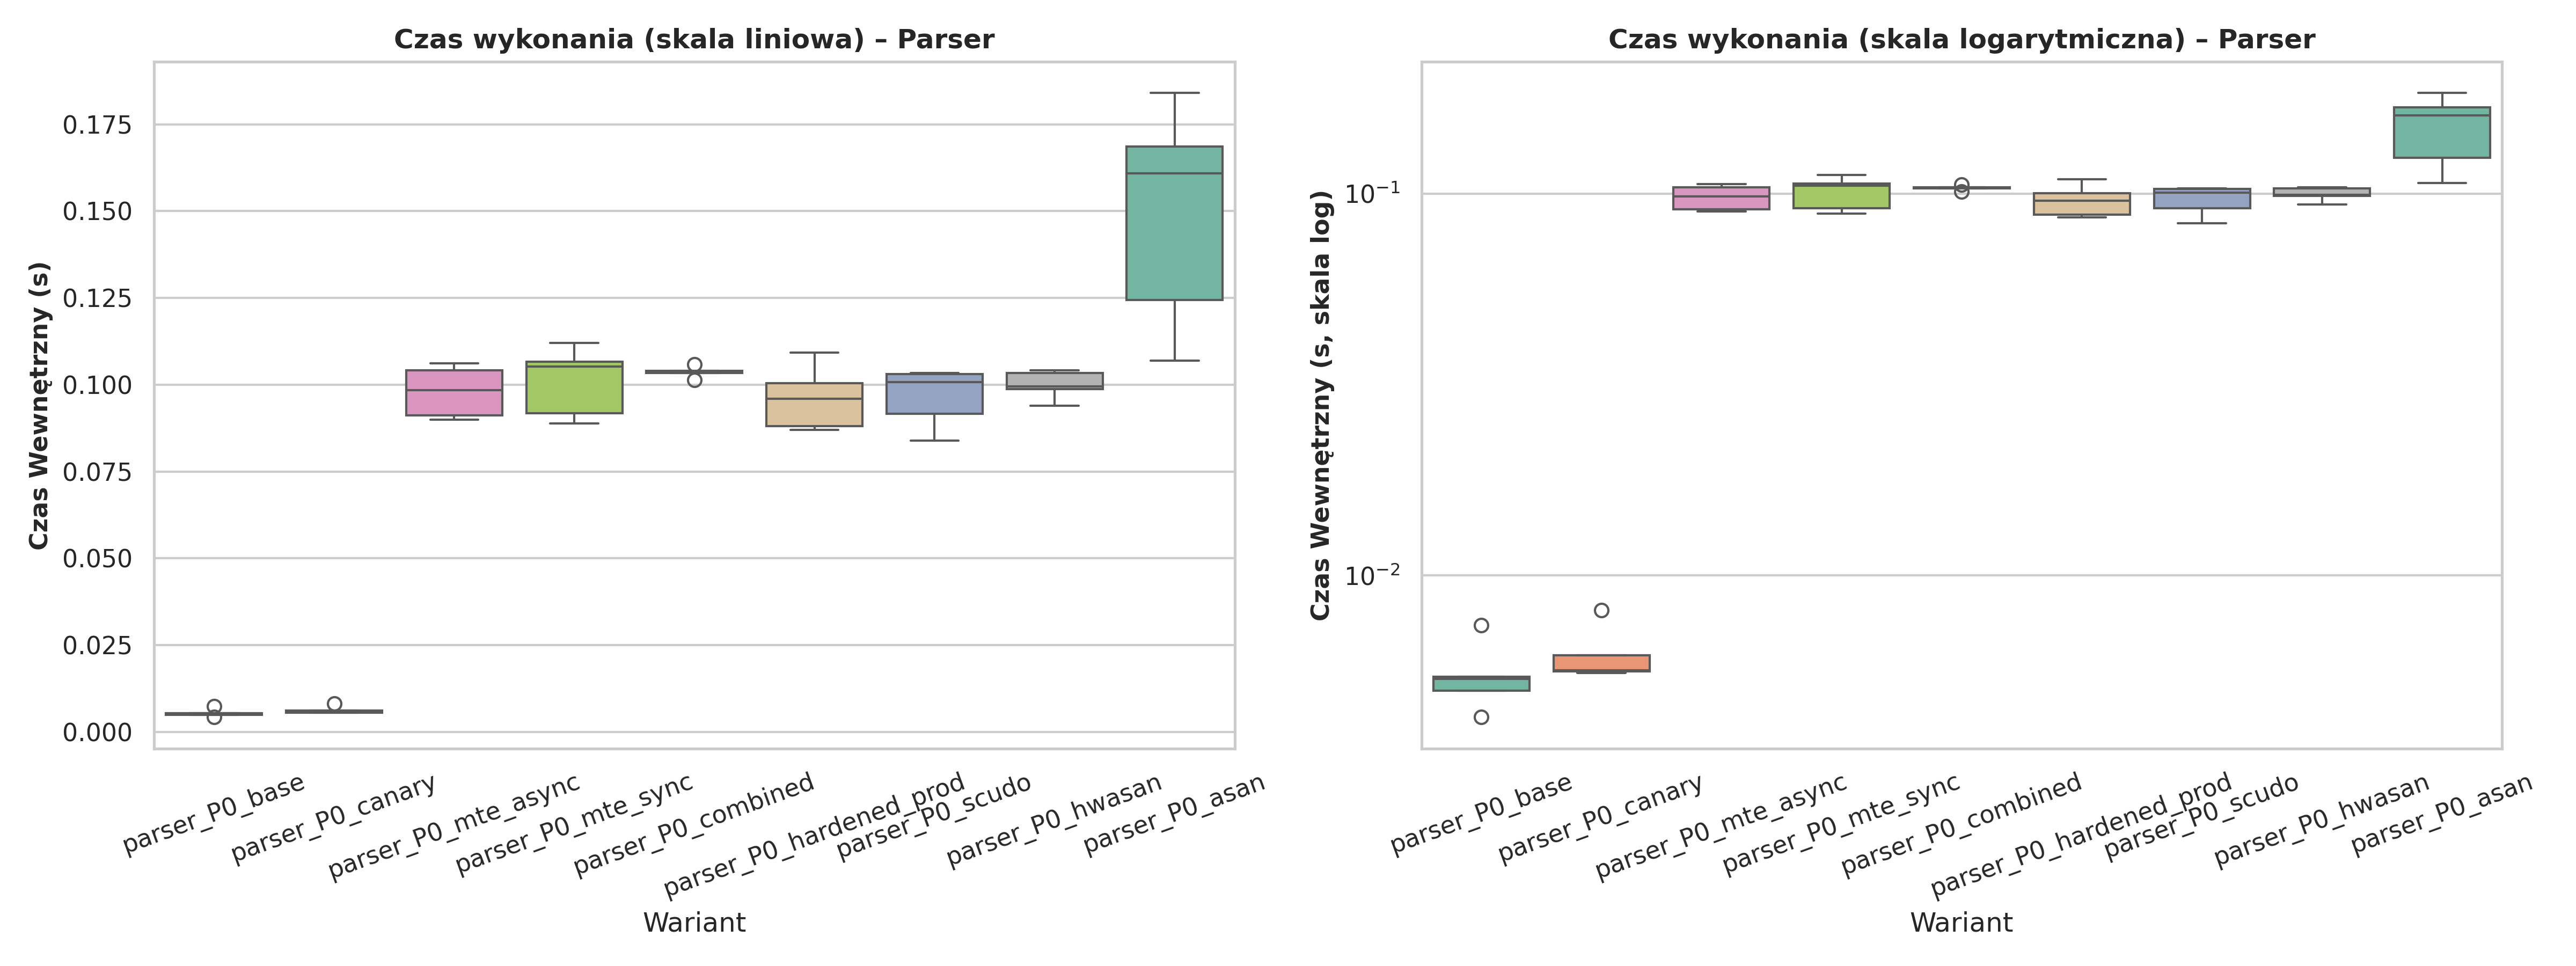 Czas wykonania (skala liniowa) – Parser
Czas Wewnętrzny (s)
0.175
0.150
0.125
0.100
0.075
0.050
0.025
0.000
parser_P0_base
parser_P0_canary
parser_P0_mte_async
parser_P0_mte_sync
parser_P0_combined
parser_P0_hardened_prod
parser_P0_scudo
parser_P0_hwasan
parser_P0_asan
Wariant
Czas wykonania (skala logarytmiczna) – Parser
Czas Wewnętrzny (s, skala log)
10⁻¹
10⁻²
parser_P0_base
parser_P0_canary
parser_P0_mte_async
parser_P0_mte_sync
parser_P0_combined
parser_P0_hardened_prod
parser_P0_scudo
parser_P0_hwasan
parser_P0_asan
Wariant